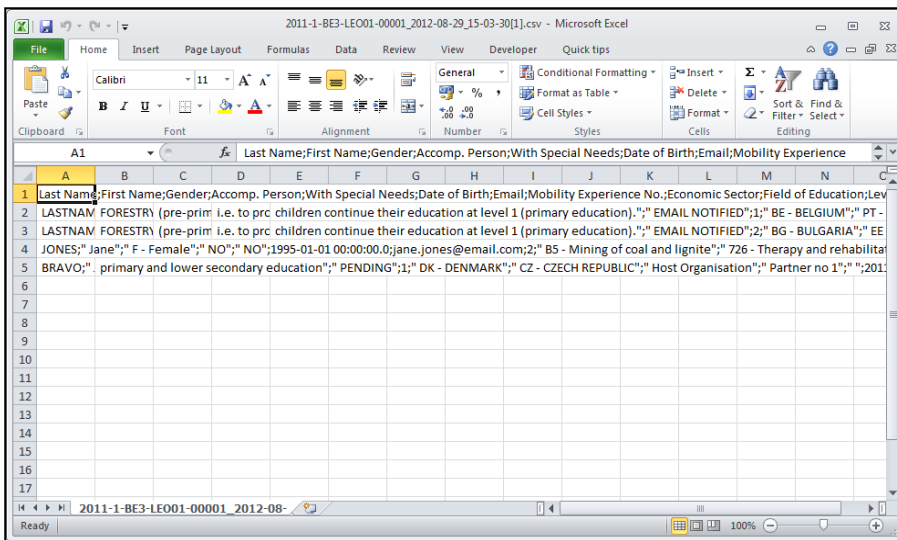 2011-1-BE3-LEO01-00001_2012-08-29_15-03-30[1].csv - Microsoft Excel
File Home Insert Page Layout Formulas Data Review View Developer Quick tips
Calibri 11 General Conditional Formatting Insert Σ
Format as Table Delete
Paste B I U A Cell Styles Format Sort & Filter Find & Select
Clipboard Font Alignment Number Styles Cells Editing
A1 fx Last Name;First Name;Gender;Accomp. Person;With Special Needs;Date of Birth;Email;Mobility Experience
A B C D E F G H I J K L M N
1 Last Name;First Name;Gender;Accomp. Person;With Special Needs;Date of Birth;Email;Mobility Experience No.;Economic Sector;Field of Education;Lev
2 LASTNAM FORESTRY (pre-prim i.e. to pro children continue their education at level 1 (primary education).";" EMAIL NOTIFIED";1;" BE - BELGIUM";" PT -
3 LASTNAM FORESTRY (pre-prim i.e. to pro children continue their education at level 1 (primary education).";" EMAIL NOTIFIED";2;" BG - BULGARIA";" EE
4 JONES;" Jane";" F - Female";" NO";" NO";1995-01-01 00:00:00.0;jane.jones@email.com;2;" B5 - Mining of coal and lignite";" 726 - Therapy and rehabilitat
5 BRAVO;" primary and lower secondary education";" PENDING";1;" DK - DENMARK";" CZ - CZECH REPUBLIC";" Host Organisation";" Partner no 1";" ";201
6
7
8
9
10
11
12
13
14
15
16
17
2011-1-BE3-LEO01-00001_2012-08-
Ready 100%